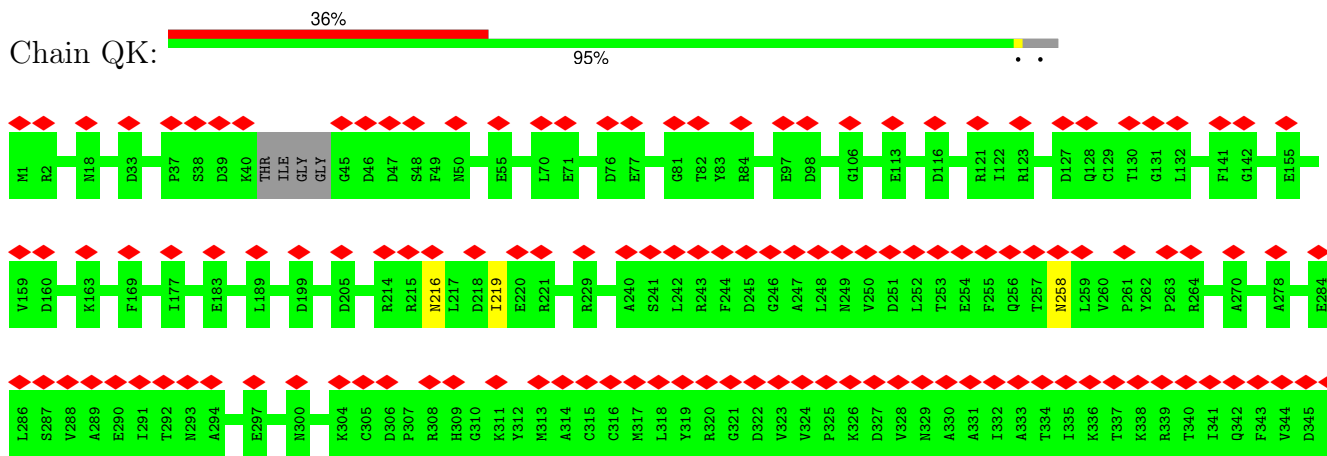 36%
Chain QK:
95%
• •
M1 R2 N18 D33 P37 S38 D39 K40 THR ILE GLY GLY G45 D46 D47 S48 F49 N50 E55 L70 E71 D76 E77 G81 T82 Y83 R84 E97 D98 G106 E113 D116 R121 I122 R123 D127 Q128 C129 T130 G131 L132 F141 G142 E155
V159 D160 K163 F169 I177 E183 L189 D199 D205 R214 R215 N216 L217 D218 I219 E220 R221 R229 A240 S241 L242 R243 F244 D245 G246 A247 L248 N249 V250 D251 L252 T253 E254 F255 Q256 T257 N258 L259 V260 P261 Y262 P263 R264 A270 A278 E284
L286 S287 V288 A289 E290 I291 T292 N293 A294 E297 N300 K304 C305 D306 P307 R308 H309 G310 K311 Y312 M313 A314 C315 C316 M317 L318 Y319 R320 G321 D322 V323 V324 P325 K326 D327 V328 N329 A330 A331 I332 A333 T334 I335 K336 T337 K338 R339 T340 I341 Q342 F343 V344 D345